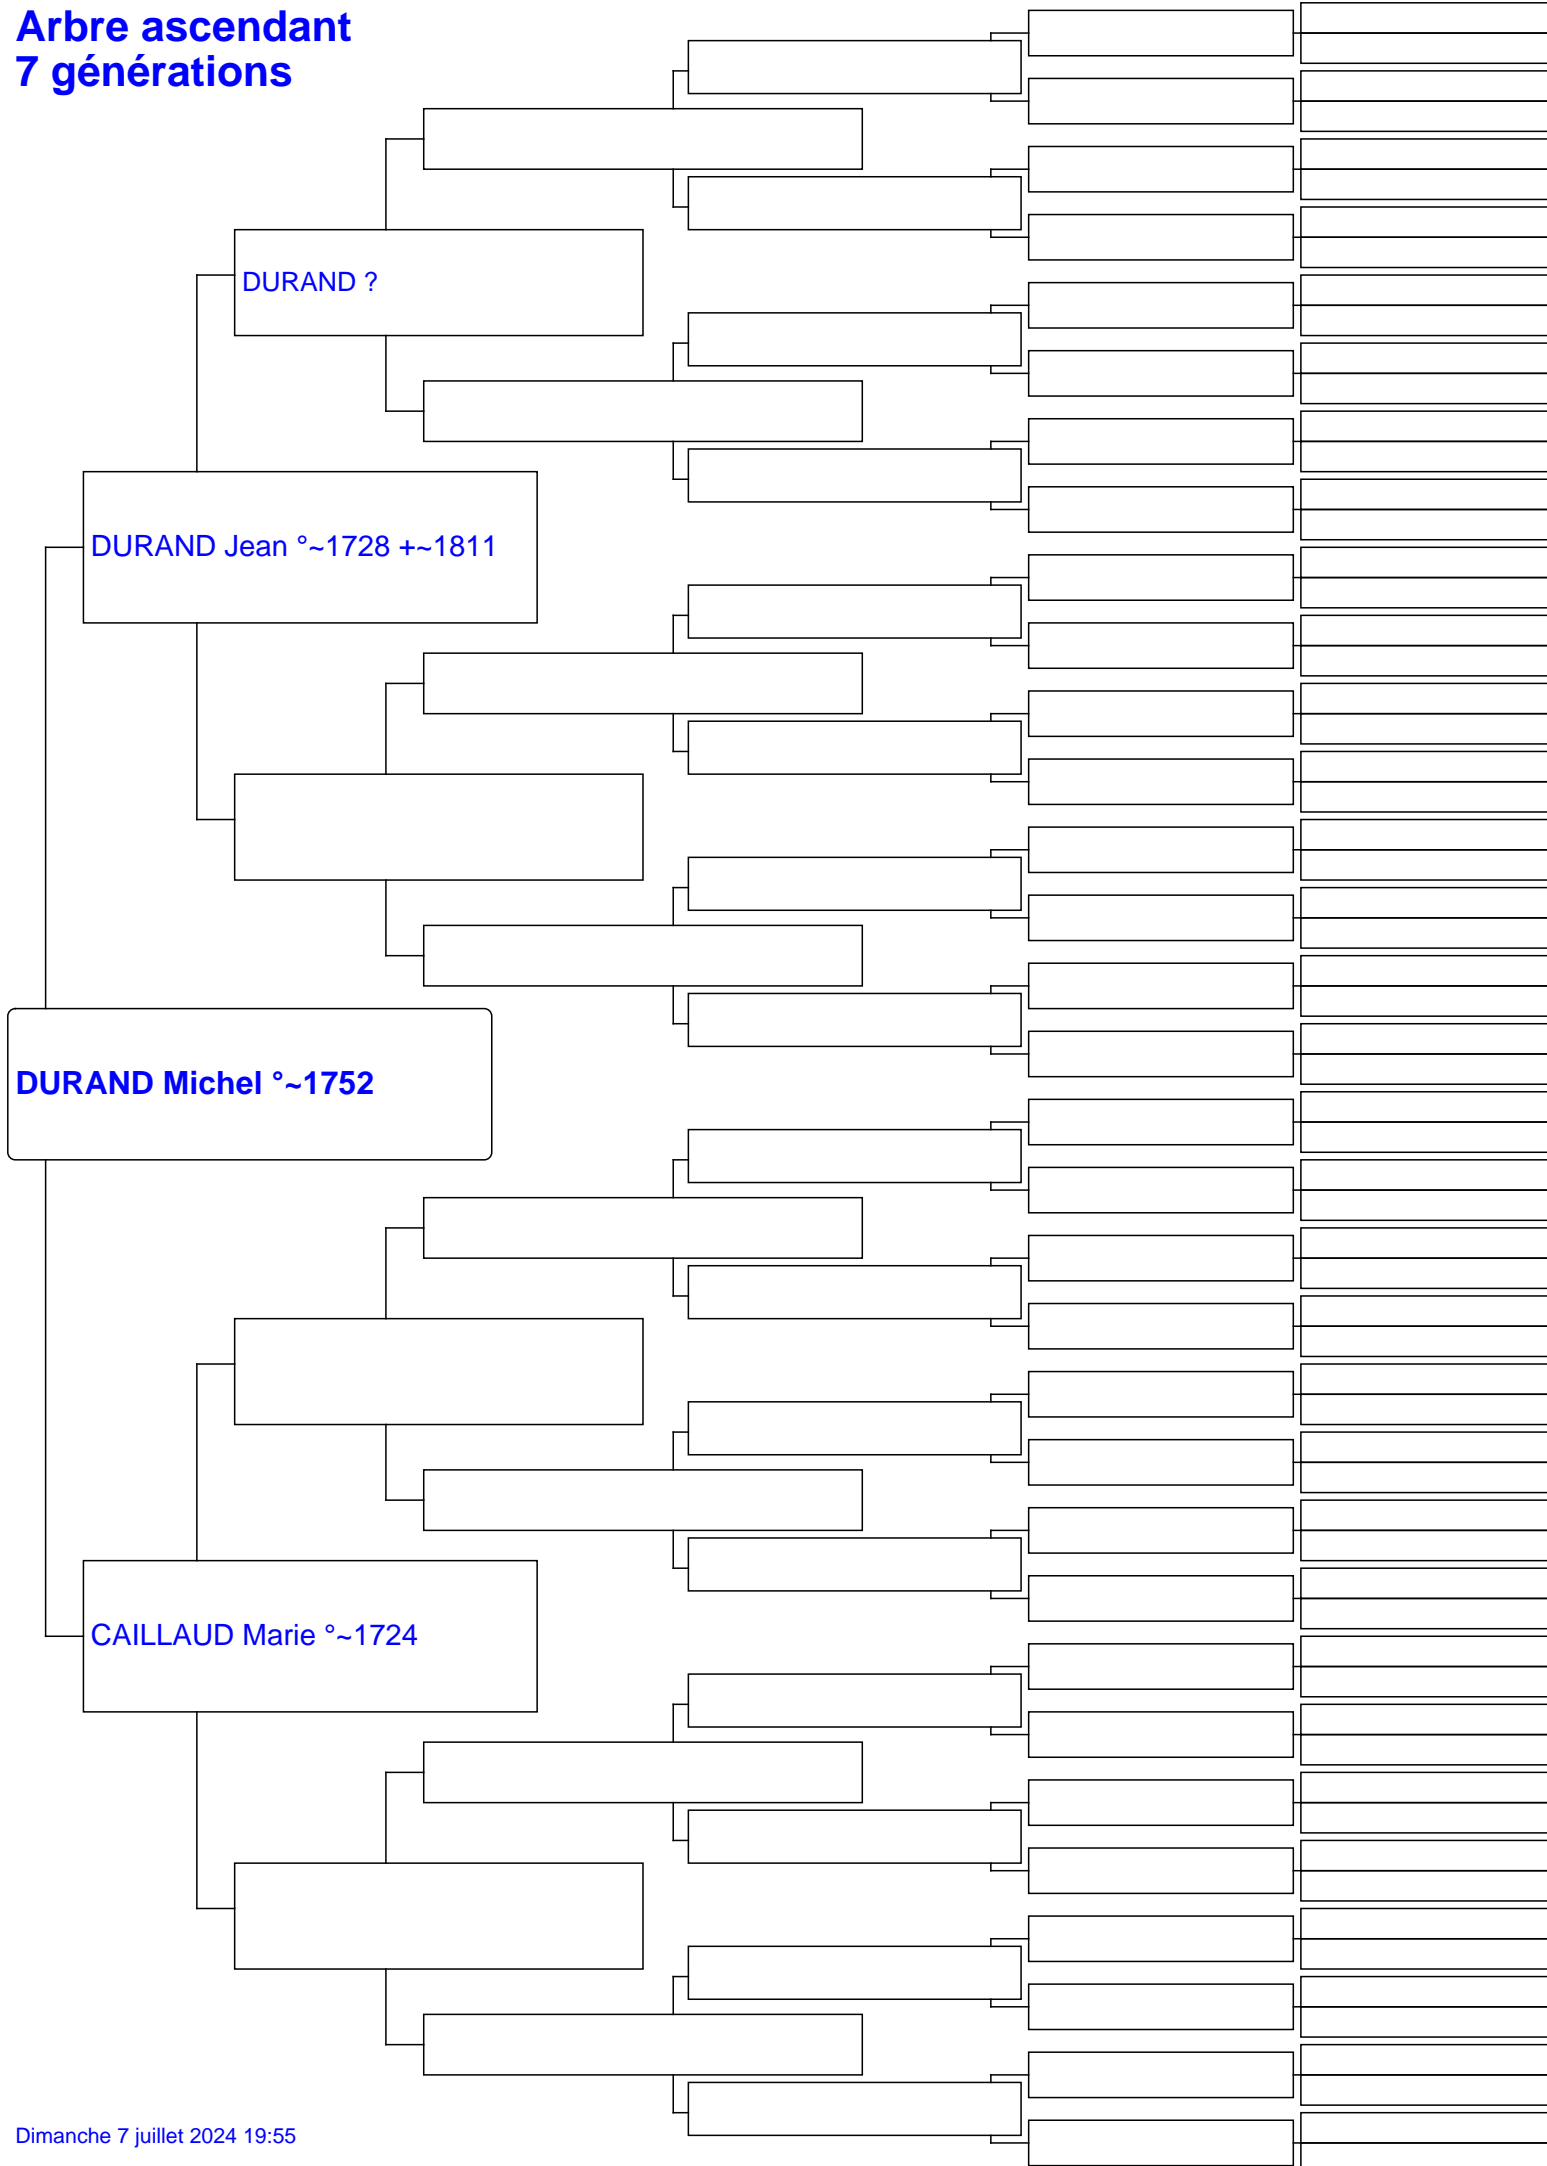 Arbre ascendant
7 générations
DURAND ?
DURAND Jean °~1728 +~1811
DURAND Michel °~1752
CAILLAUD Marie °~1724
Dimanche 7 juillet 2024 19:55